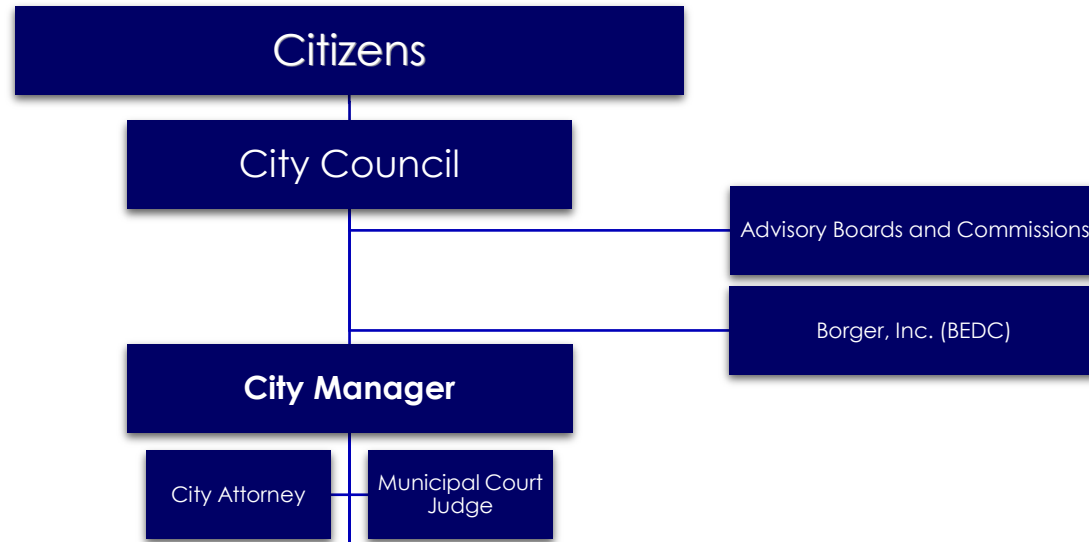 Citizens
City Council
Advisory Boards and Commissions
Borger, Inc. (BEDC)
City Manager
City Attorney
Municipal Court
Judge